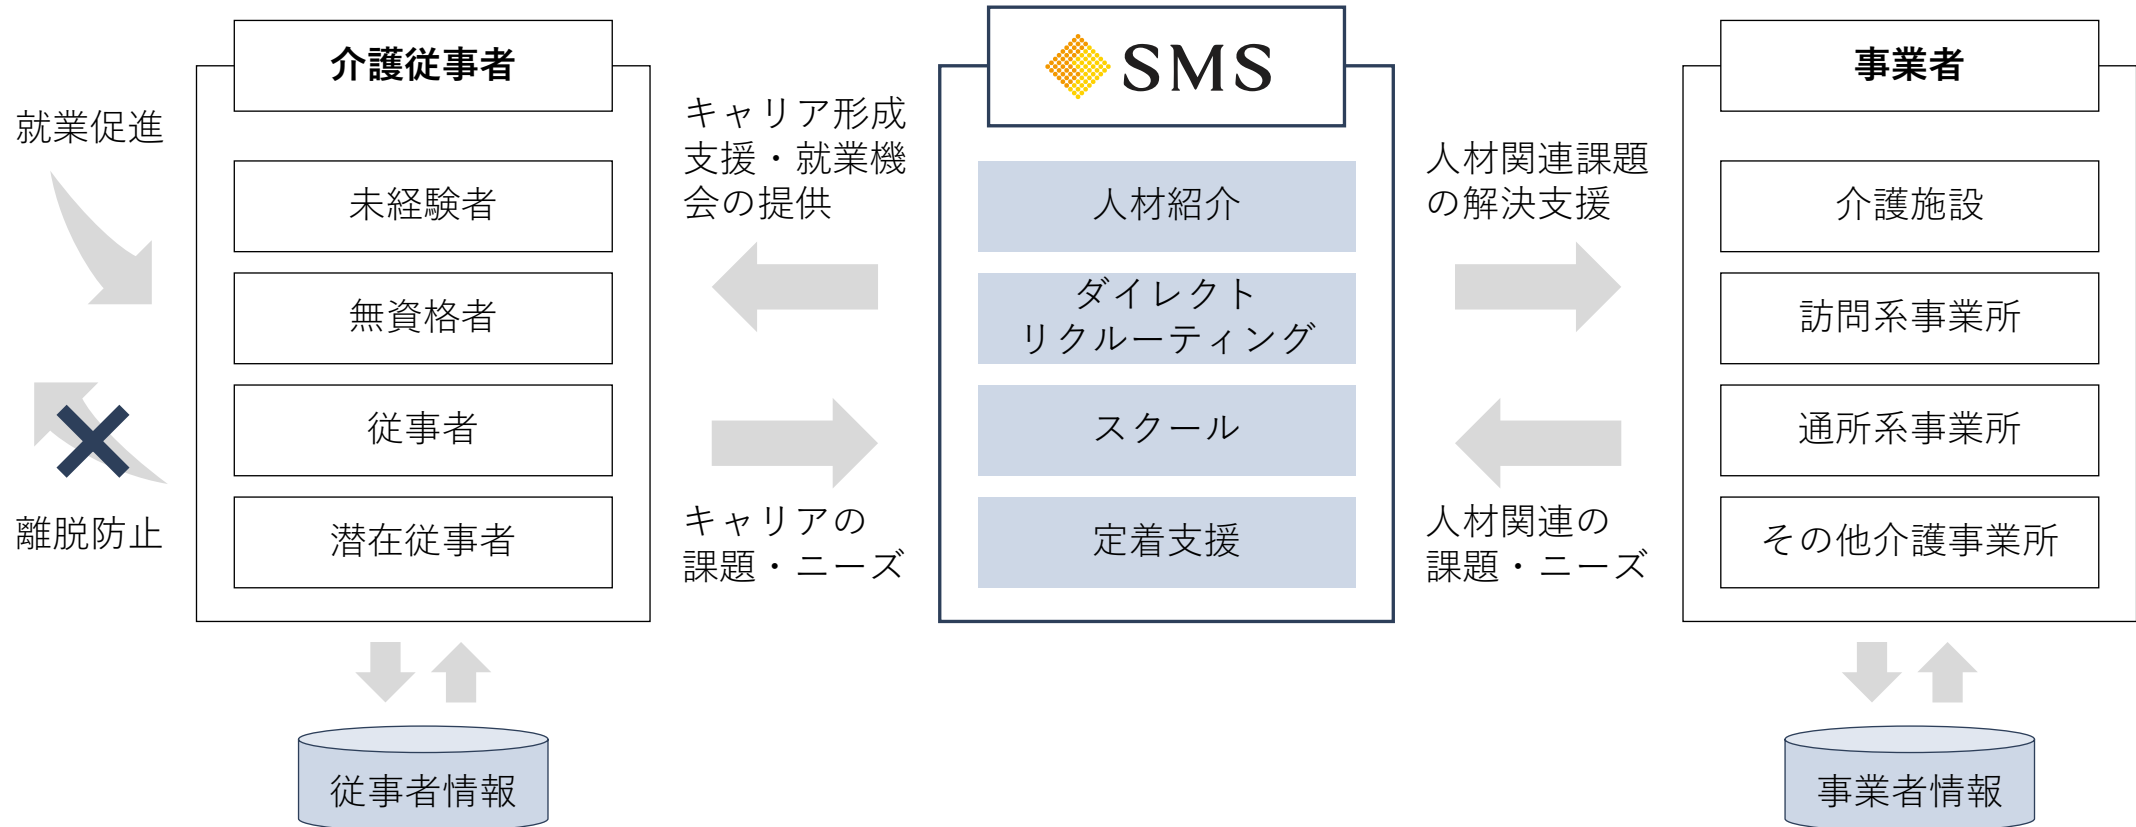 就業促進
離脱防止
介護従事者
未経験者
無資格者
従事者
潜在従事者
従事者情報
キャリア形成
支援・就業機
会の提供
キャリアの
課題・ニーズ
SMS
人材紹介
ダイレクト
リクルーティング
スクール
定着支援
人材関連課題
の解決支援
人材関連の
課題・ニーズ
事業者
介護施設
訪問系事業所
通所系事業所
その他介護事業所
事業者情報